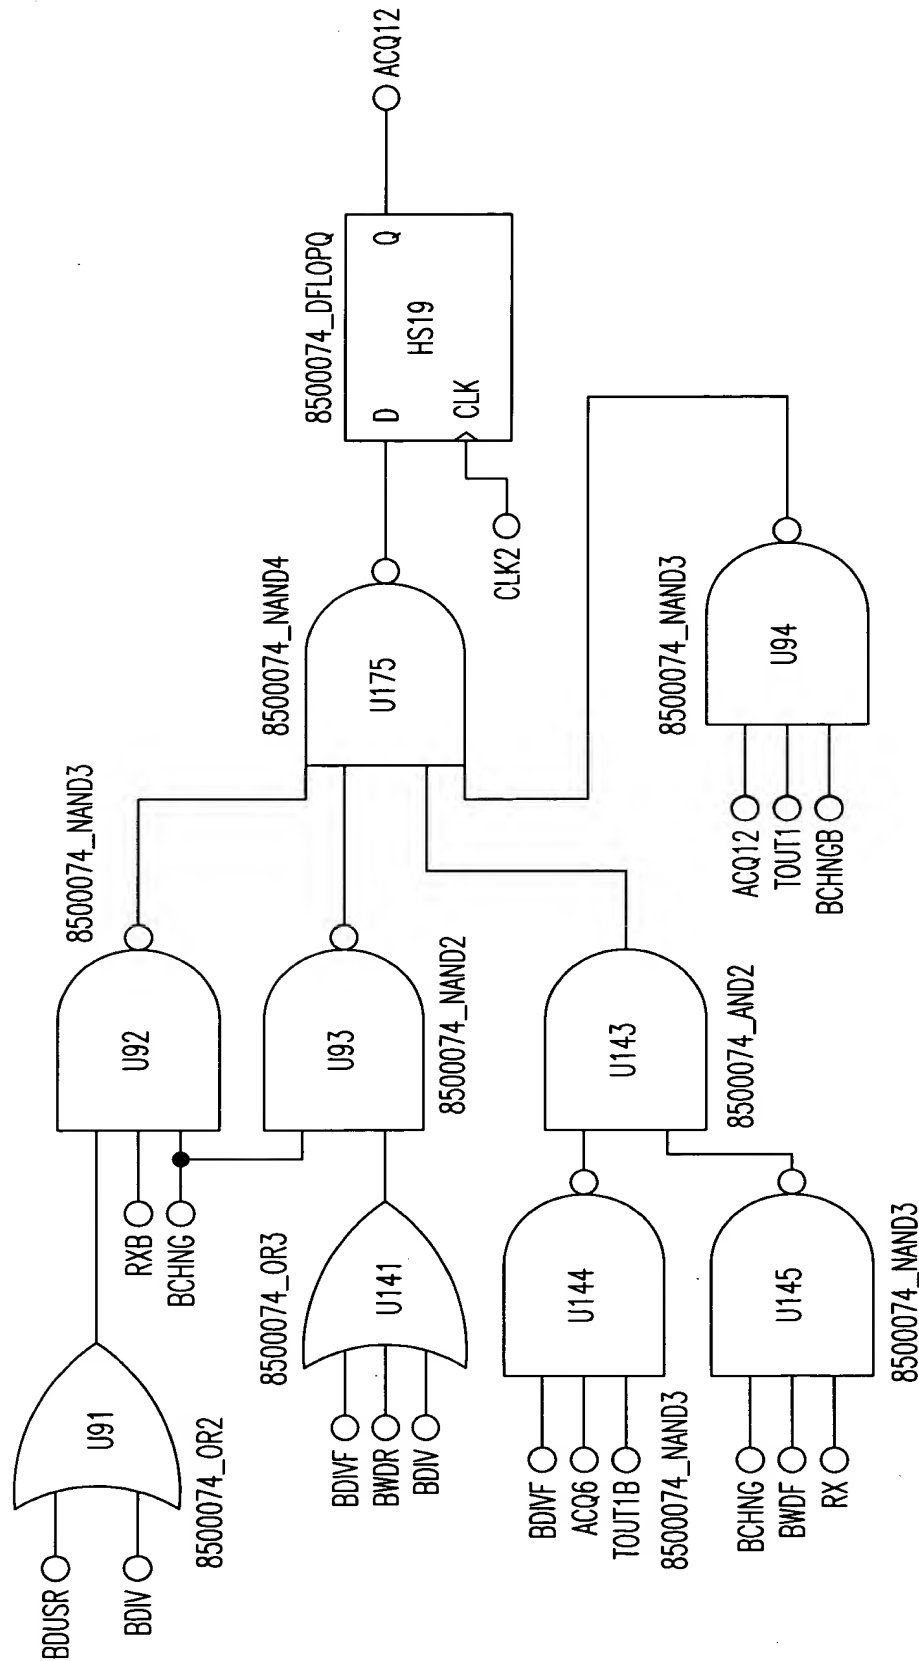 BDUSR
BDIV
U91
8500074_OR2
RXB
BCHNG
U92
8500074_NAND3
8500074_OR3
BDIVF
BWDR
BDIV
U141
U93
8500074_NAND2
BDIVF
ACQ6
TOUT1B
U144
8500074_NAND3
BCHNG
BWDF
RX
U145
8500074_NAND3
U143
8500074_AND2
8500074_NAND4
U175
ACQ12
TOUT1
BCHNGB
U94
8500074_NAND3
CLK2
8500074_DFLOPQ
D
Q
HS19
CLK
ACQ12